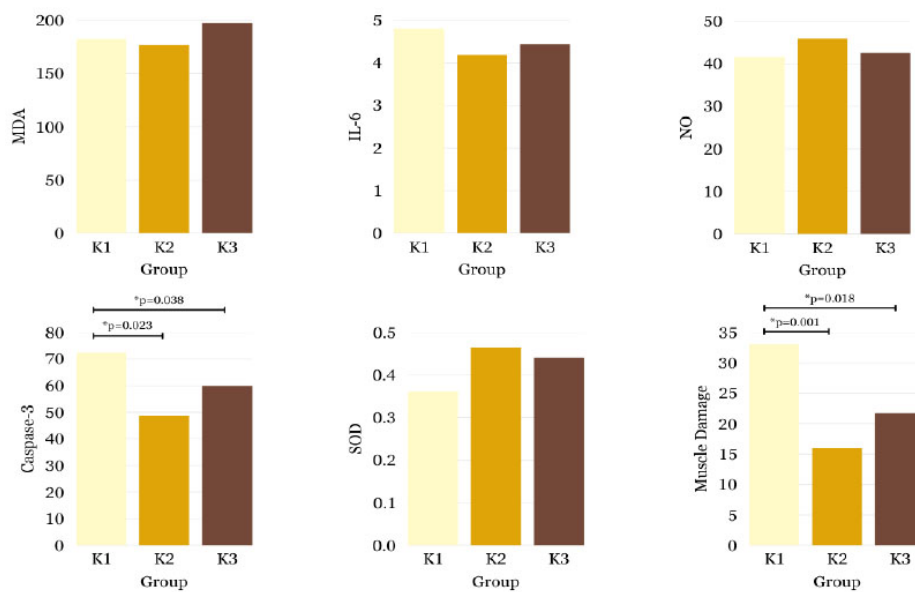 200
150
100
50
0
MDA
K1 K2 K3
Group
5
4
3
2
1
0
IL-6
K1 K2 K3
Group
50
40
30
20
10
0
NO
K1 K2 K3
Group
*p=0.038
*p=0.023
80
70
60
50
40
30
20
10
0
Caspase-3
K1 K2 K3
Group
0.5
0.4
0.3
0.2
0.1
0.0
SOD
K1 K2 K3
Group
*p=0.018
*p=0.001
35
30
25
20
15
10
5
0
Muscle Damage
K1 K2 K3
Group